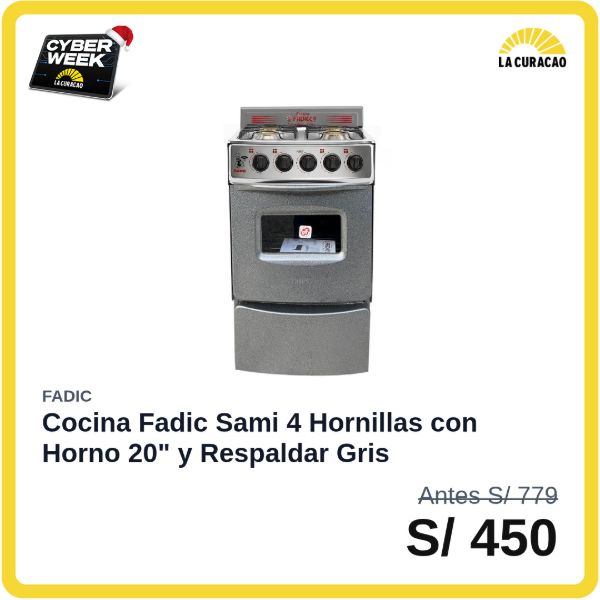 CYBER
WEEK
LA CURACAO
LA CURACAO
FADIC
Cocina Fadic Sami 4 Hornillas con
Horno 20" y Respaldar Gris
Antes S/ 779
S/ 450